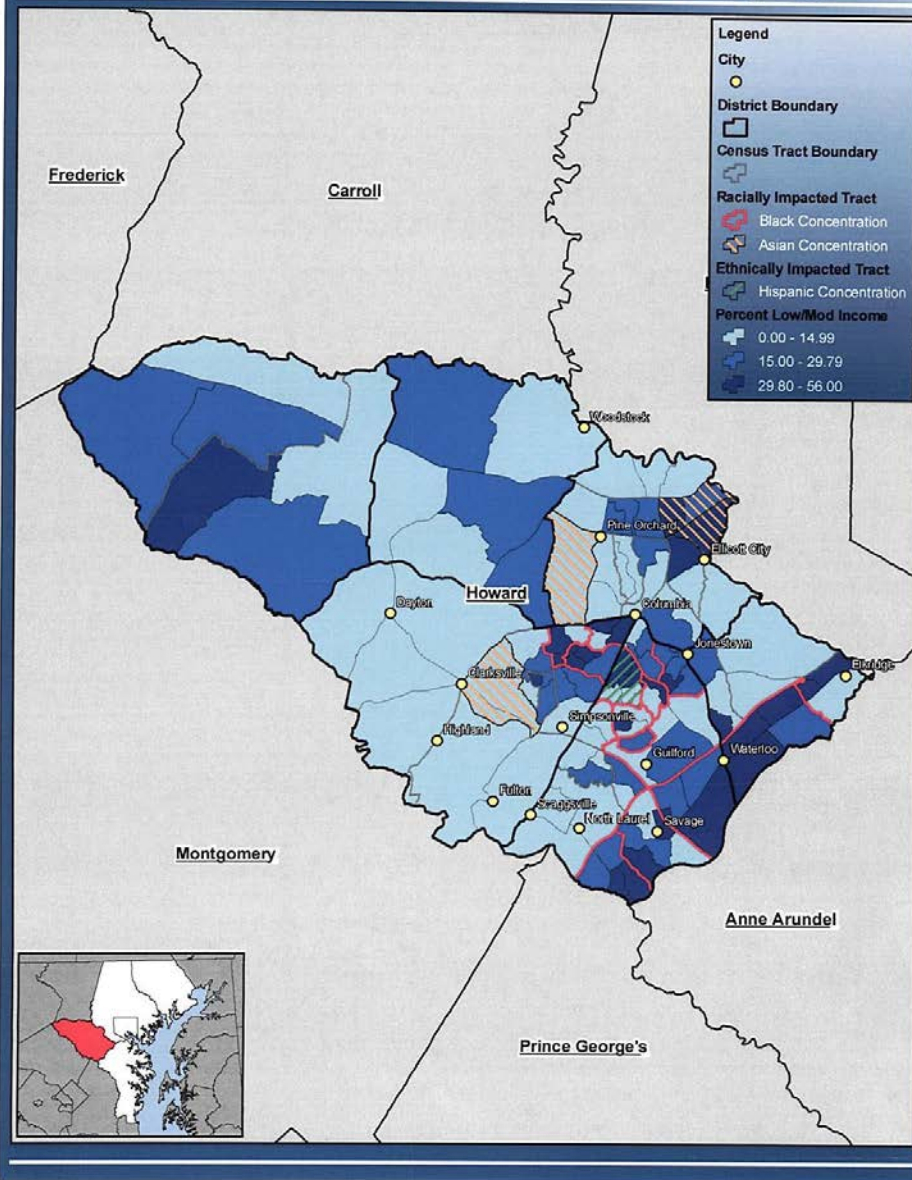 Legend
City
District Boundary
Census Tract Boundary
Racially Impacted Tract
Black Concentration
Asian Concentration
Ethnically Impacted Tract
Hispanic Concentration
Percent Low/Mod Income
0.00 - 14.99
15.00 - 29.79
29.80 - 56.00
Frederick
Carroll
Woodstock
Pine Orchard
Ellicott City
Howard
Dayton
Columbia
Jonestown
Clarksville
Elkridge
Simpsonville
Highland
Guilford
Waterloo
Fulton
Scaggsville
North Laurel
Savage
Montgomery
Anne Arundel
Prince George's